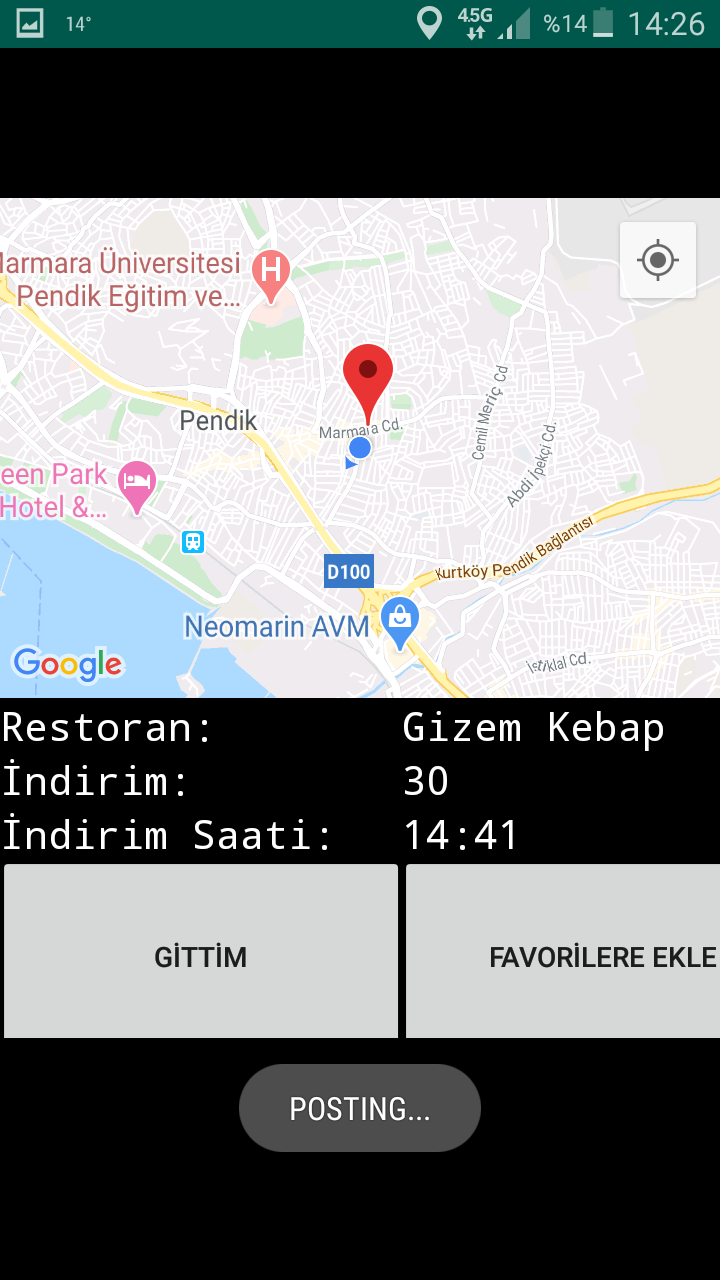 14°
4.5G
%14
14:26
Marmara Üniversitesi
Pendik Eğitim ve...
H
Pendik
Marmara Cd.
Cemil Meriç Cd
Abdi İpekçi Cd.
een Park
Hotel &...
D100
Kurtköy Pendik Bağlantısı
Neomarin AVM
İstiklal Cd.
Google
Restoran: Gizem Kebap
İndirim: 30
İndirim Saati: 14:41
GİTTİM
FAVORİLERE EKLE
POSTING...